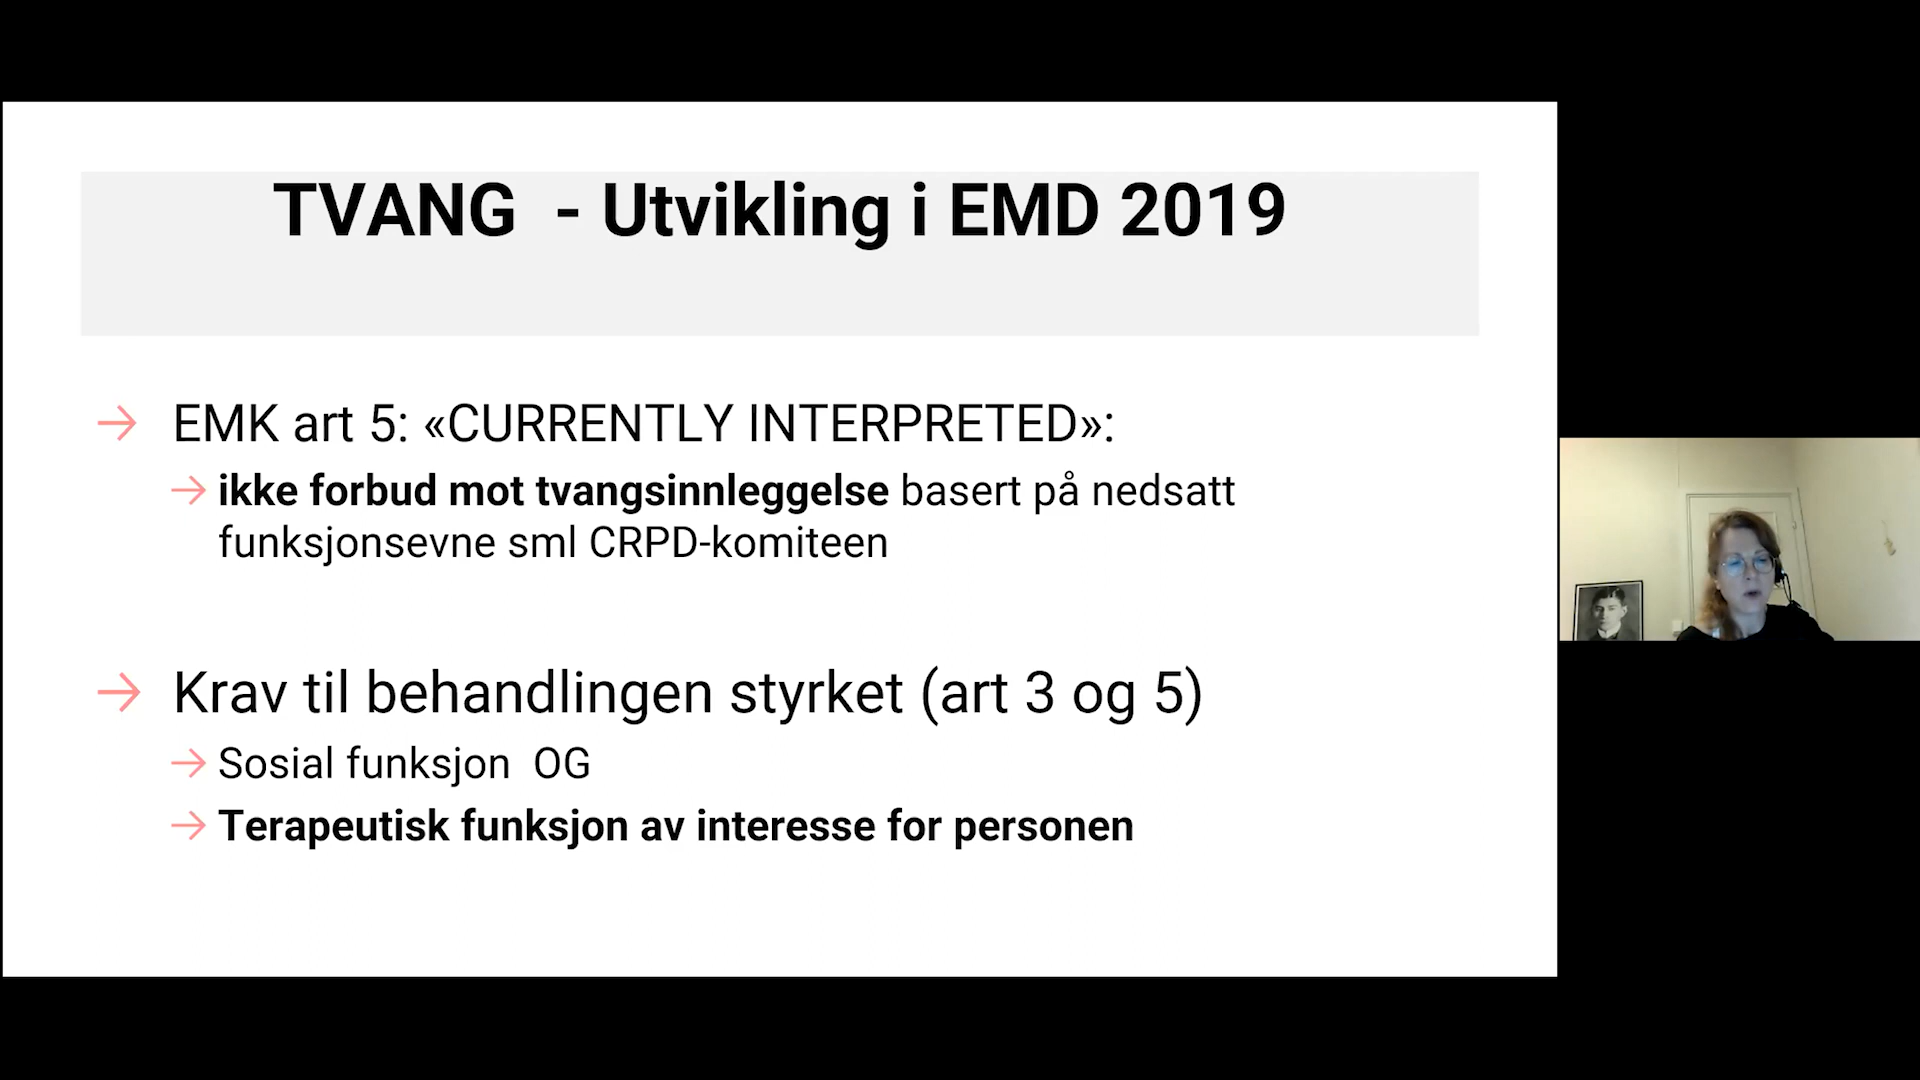 TVANG - Utvikling i EMD 2019
EMK art 5: «CURRENTLY INTERPRETED»:
ikke forbud mot tvangsinnleggelse basert på nedsatt
funksjonsevne sml CRPD-komiteen
Krav til behandlingen styrket (art 3 og 5)
Sosial funksjon OG
Terapeutisk funksjon av interesse for personen